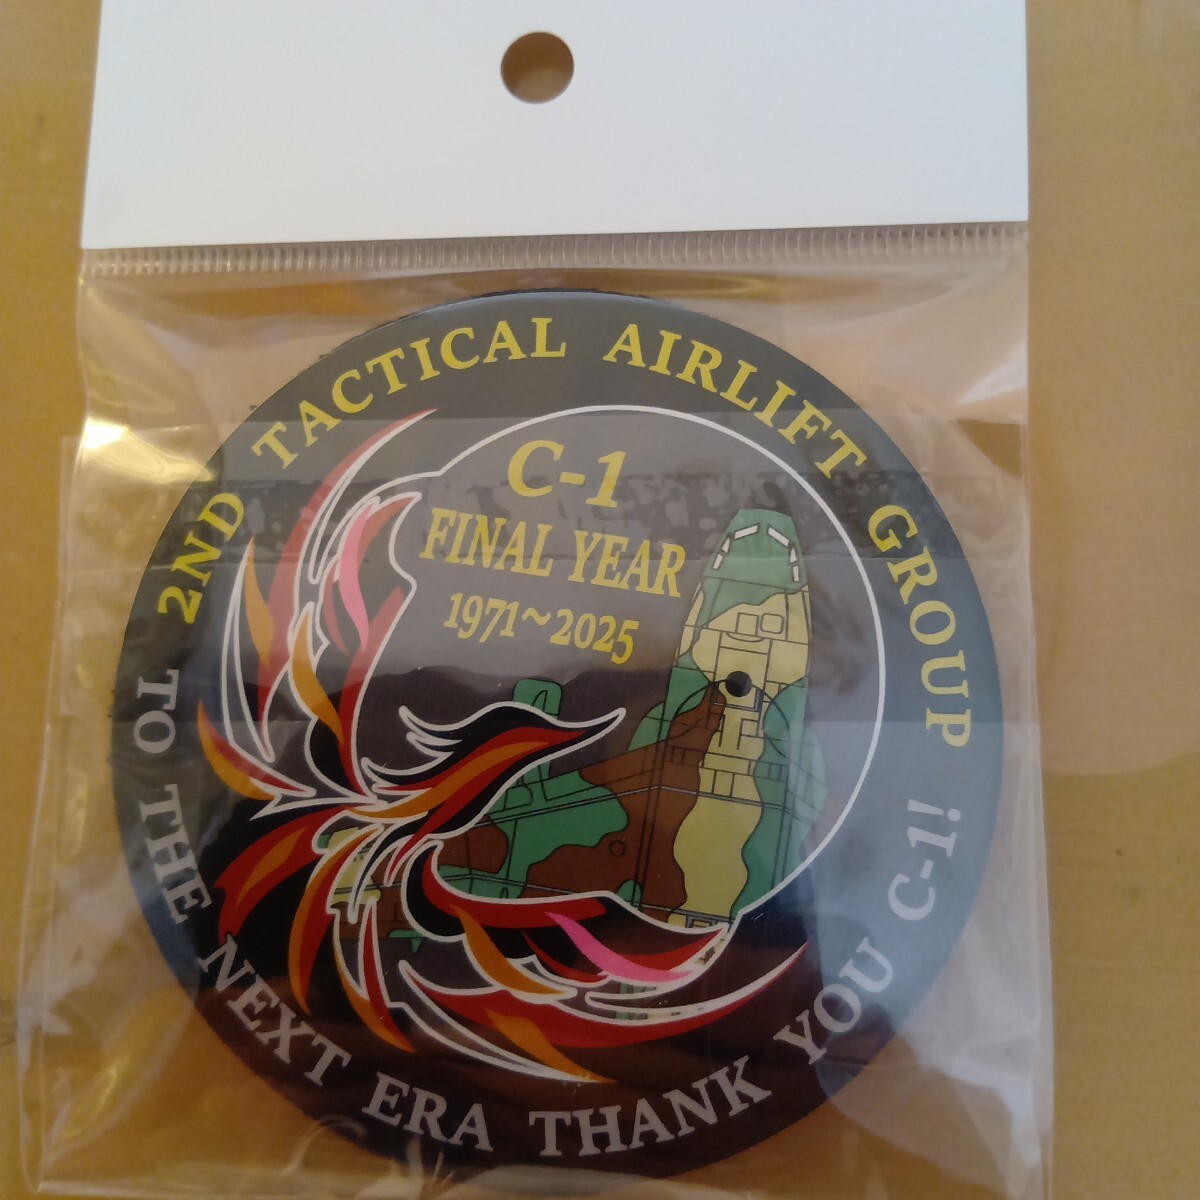 2ND TACTICAL AIRLIFT GROUP
C-1
FINAL YEAR
1971~2025
TO THE NEXT ERA THANK YOU C-1!